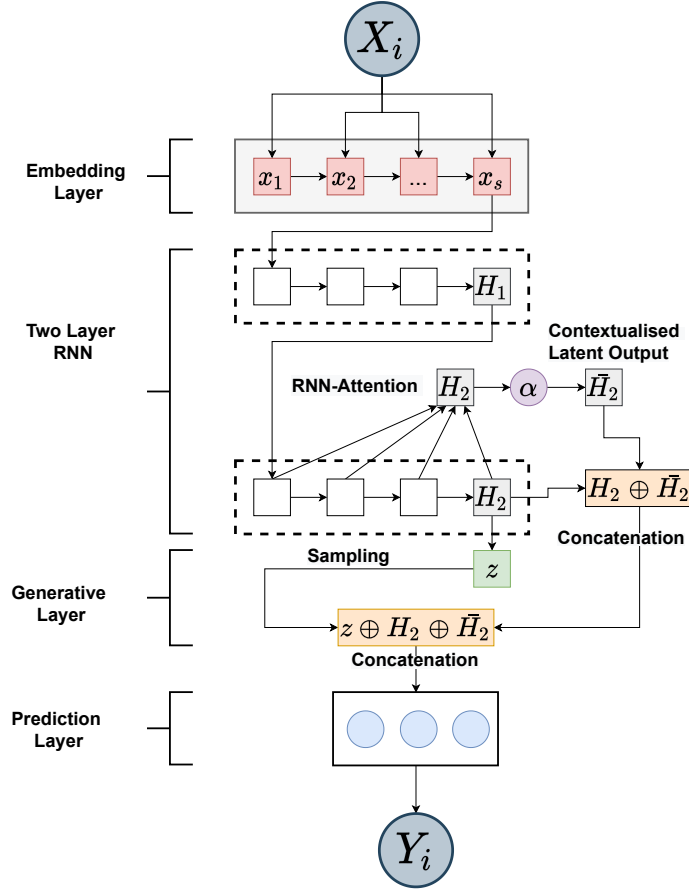 X_i
Embedding
Layer
x_1
x_2
...
x_s
Two Layer
RNN
H_1
Contextualised
Latent Output
RNN-Attention
H_2
α
H̄_2
H_2
H_2 ⊕ H̄_2
Concatenation
Sampling
z
Generative
Layer
z ⊕ H_2 ⊕ H̄_2
Concatenation
Prediction
Layer
Y_i